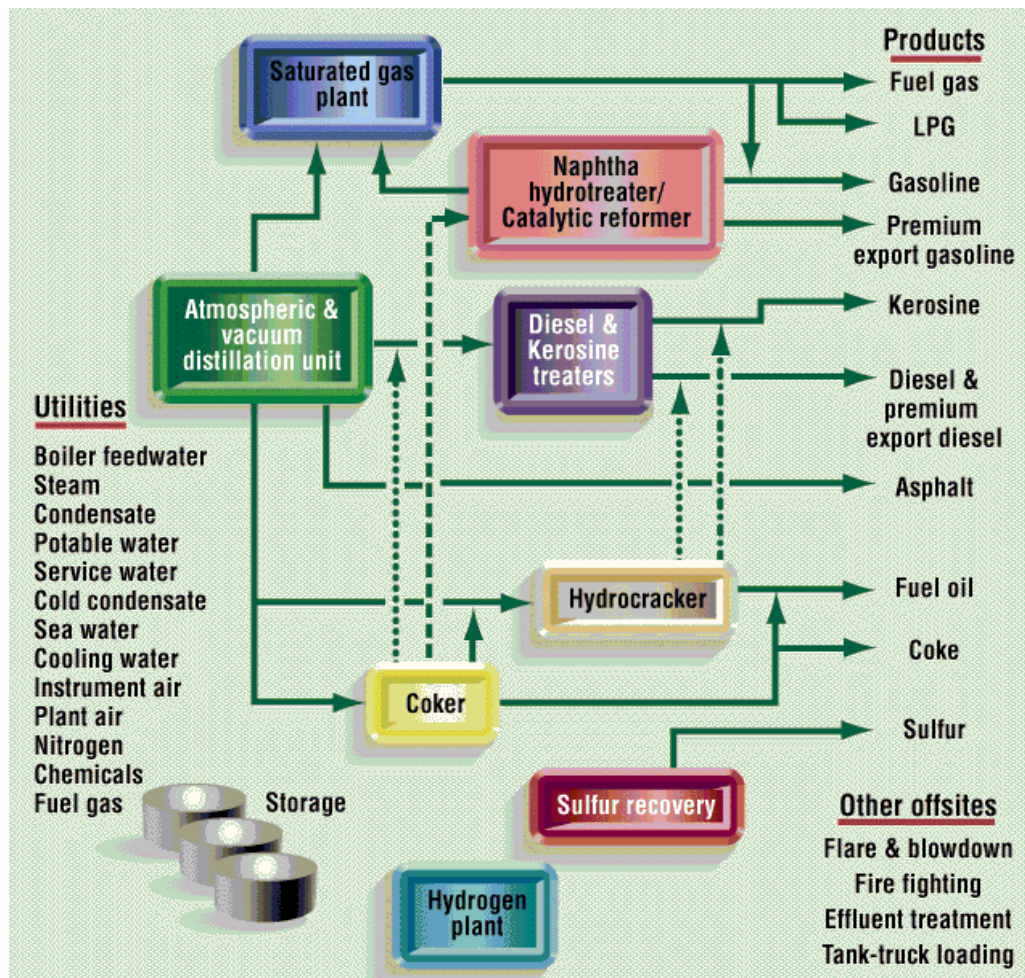 Products
Saturated gas
plant
Fuel gas
LPG
Naphtha
hydrotreater/
Catalytic reformer
Gasoline
Premium
export gasoline
Atmospheric &
vacuum
distillation unit
Diesel &
Kerosine
treaters
Kerosine
Diesel &
premium
export diesel
Utilities
Boiler feedwater
Steam
Condensate
Potable water
Service water
Cold condensate
Sea water
Cooling water
Instrument air
Plant air
Nitrogen
Chemicals
Fuel gas
Storage
Asphalt
Hydrocracker
Fuel oil
Coker
Coke
Sulfur
Sulfur recovery
Hydrogen
plant
Other offsites
Flare & blowdown
Fire fighting
Effluent treatment
Tank-truck loading